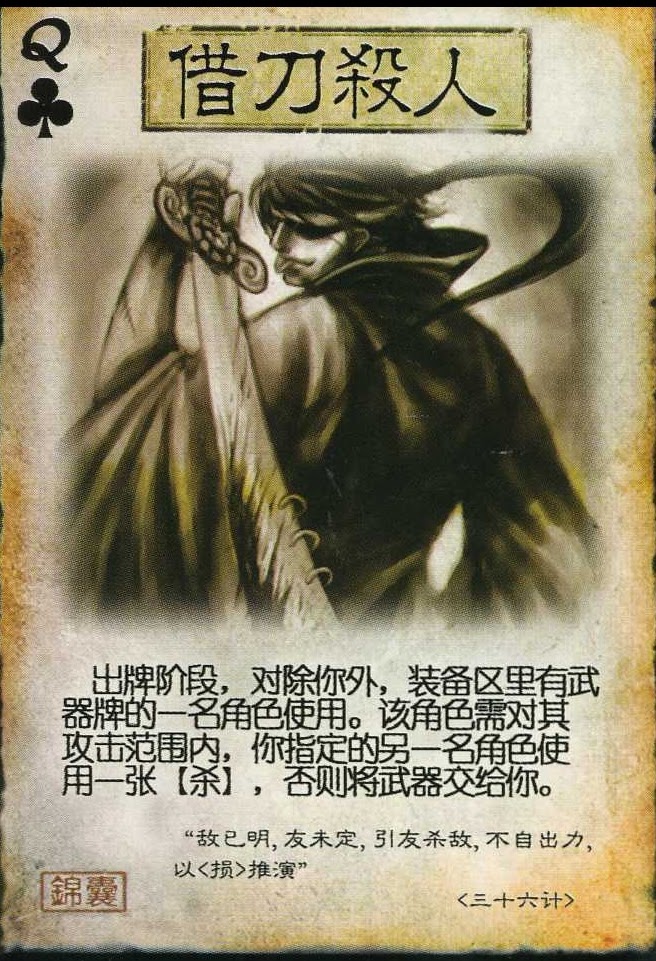 Q
借刀殺人
出牌阶段，对除你外，装备区里有武
器牌的一名角色使用。该角色需对其
攻击范围内，你指定的另一名角色使
用一张【杀】，否则将武器交给你。
“敌已明,友未定,引友杀敌,不自出力,
以<损>推演”
<三十六计>
錦囊